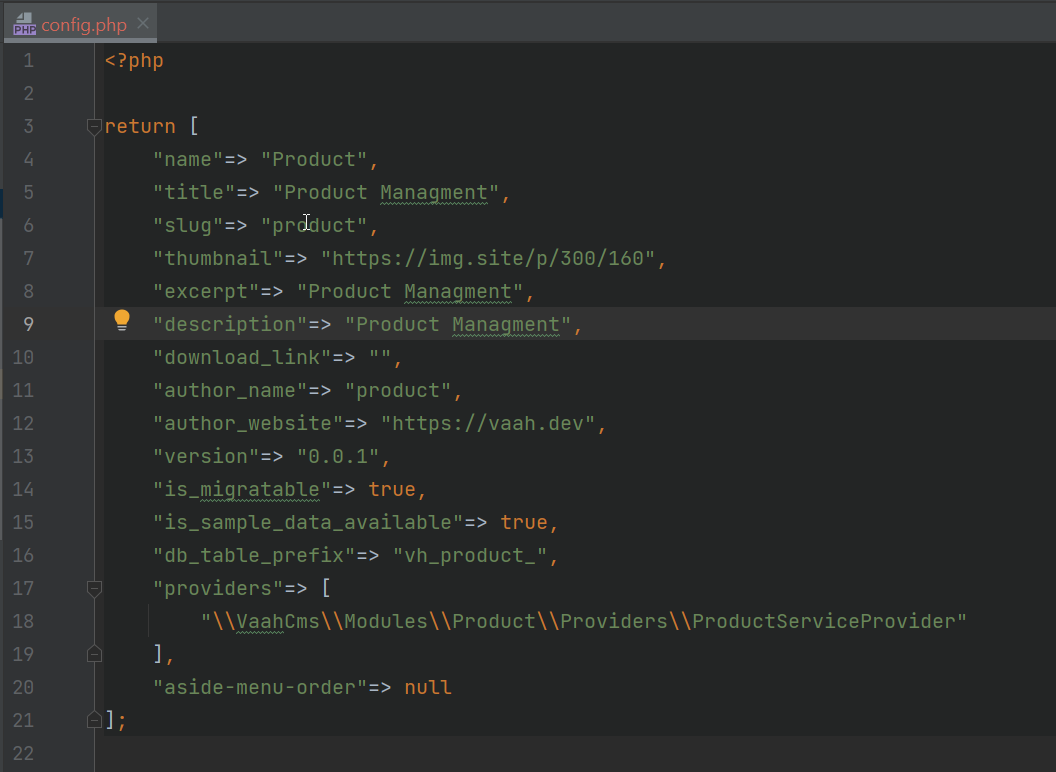 PHP config.php
1 <?php
2
3 return [
4     "name"=> "Product",
5     "title"=> "Product Managment",
6     "slug"=> "product",
7     "thumbnail"=> "https://img.site/p/300/160",
8     "excerpt"=> "Product Managment",
9     "description"=> "Product Managment",
10     "download_link"=> "",
11     "author_name"=> "product",
12     "author_website"=> "https://vaah.dev",
13     "version"=> "0.0.1",
14     "is_migratable"=> true,
15     "is_sample_data_available"=> true,
16     "db_table_prefix"=> "vh_product_",
17     "providers"=> [
18         "\\VaahCms\\Modules\\Product\\Providers\\ProductServiceProvider"
19     ],
20     "aside-menu-order"=> null
21 ];
22